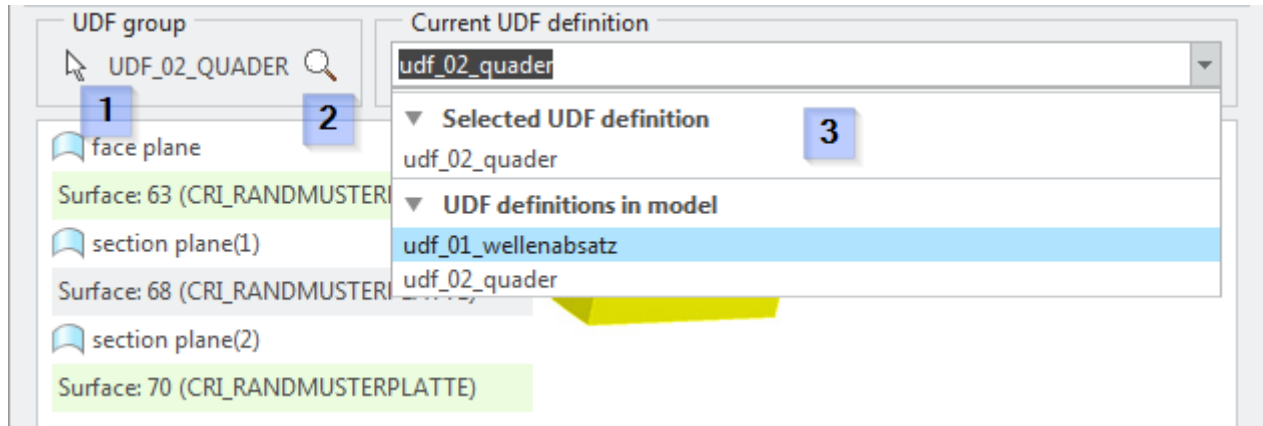 UDF group
Current UDF definition
UDF_02_QUADER
udf_02_quader
1
2
Selected UDF definition
3
face plane
udf_02_quader
Surface: 63 (CRI_RANDMUSTER
UDF definitions in model
section plane(1)
udf_01_wellenabsatz
Surface: 68 (CRI_RANDMUSTERPLATTE)
udf_02_quader
section plane(2)
Surface: 70 (CRI_RANDMUSTERPLATTE)